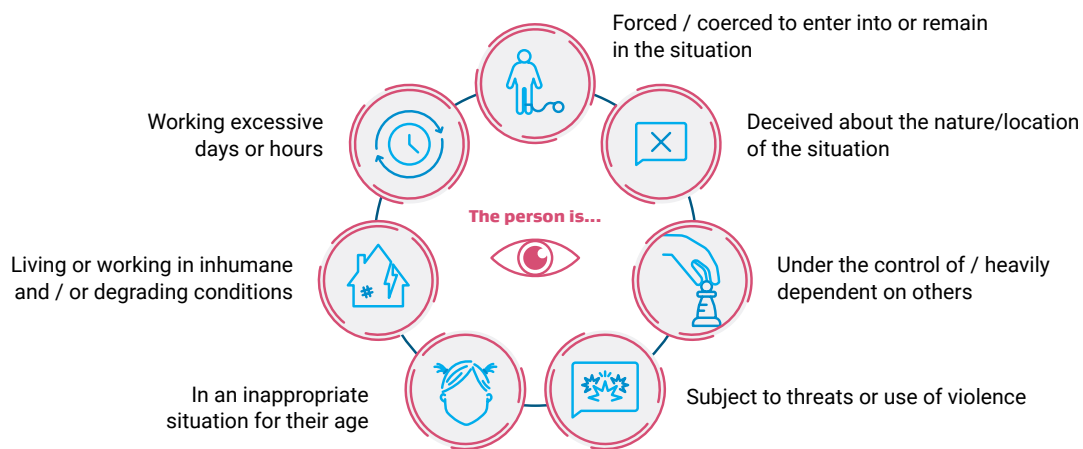 The person is...
Forced / coerced to enter into or remain
in the situation
Deceived about the nature/location
of the situation
Under the control of / heavily
dependent on others
Subject to threats or use of violence
In an inappropriate
situation for their age
Living or working in inhumane
and / or degrading conditions
Working excessive
days or hours